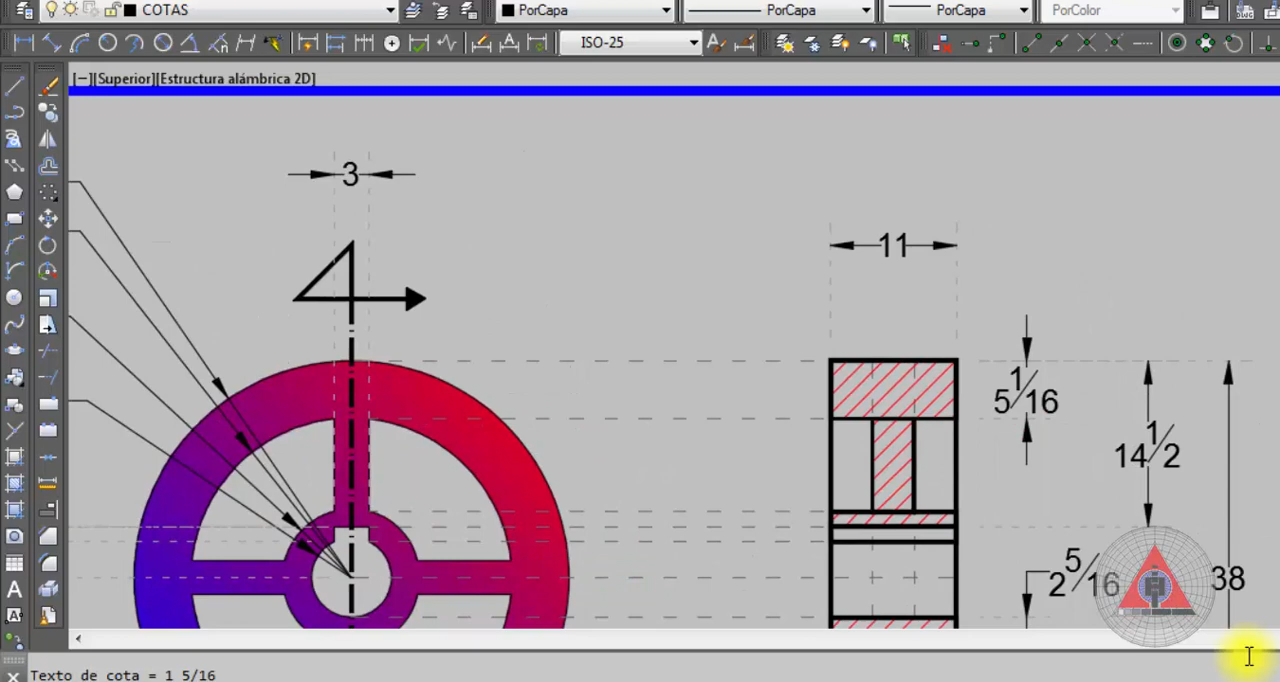 COTAS
PorCapa
PorCapa
PorCapa
PorColor
ISO-25
[−][Superior][Estructura alámbrica 2D]
3
11
5 1/16
14 1/2
2 5/16
38
Texto de cota = 1 5/16